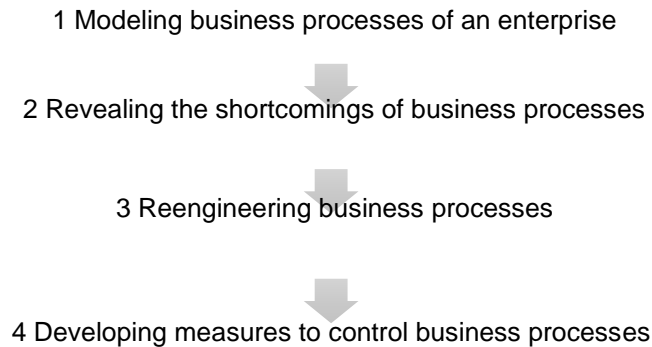 1 Modeling business processes of an enterprise
2 Revealing the shortcomings of business processes
3 Reengineering business processes
4 Developing measures to control business processes